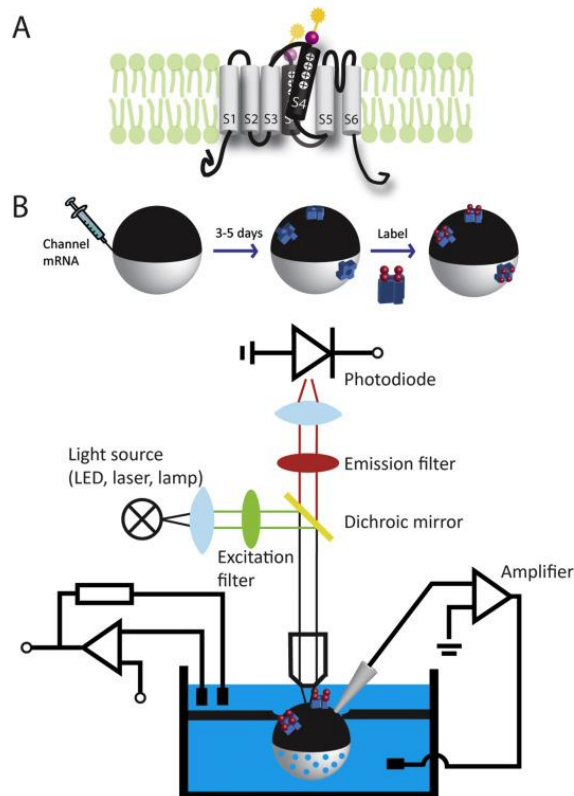 A
S1
S2
S3
S
S4
S5
S6
B
Channel
mRNA
3-5 days
Label
Photodiode
Light source
(LED, laser, lamp)
Emission filter
Dichroic mirror
Excitation
filter
Amplifier